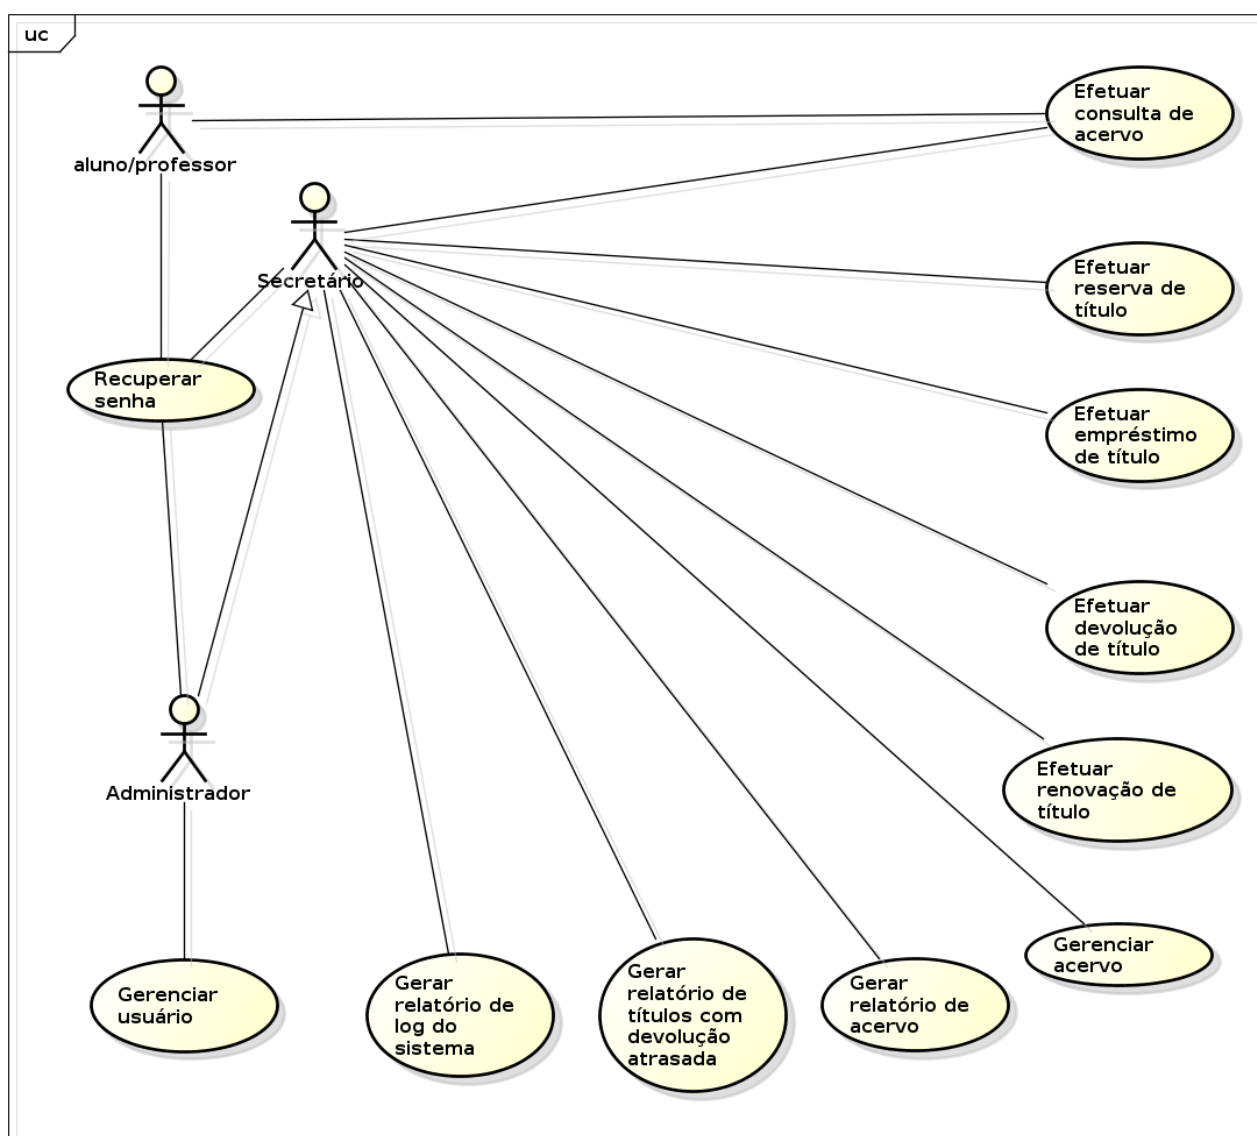 uc
aluno/professor
Efetuar
consulta de
acervo
Secretário
Efetuar
reserva de
título
Recuperar
senha
Efetuar
empréstimo
de título
Efetuar
devolução
de título
Efetuar
renovação de
título
Administrador
Gerenciar
acervo
Gerenciar
usuário
Gerar
relatório de
log do
sistema
Gerar
relatório de
títulos com
devolução
atrasada
Gerar
relatório de
acervo